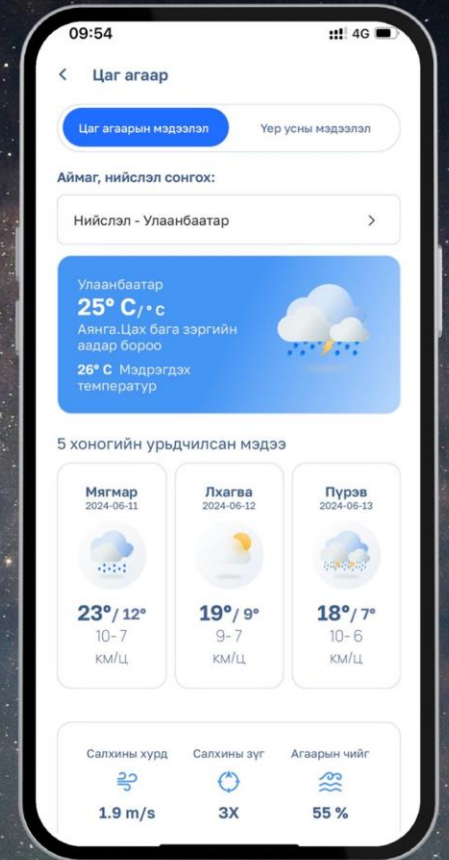 09:54
4G
Цаг агаар
Цаг агаарын мэдээлэл
Үер усны мэдээлэл
Аймаг, нийслэл сонгох:
Нийслэл - Улаанбаатар
Улаанбаатар
25° C/° C
Аянга.Цах бага зэргийн
аадар бороо
26° C Мэдрэгдэх
температур
5 хоногийн урьдчилсан мэдээ
Мягмар Лхагва Пүрэв
2024-06-11 2024-06-12 2024-06-13
23°/ 12° 19°/ 9° 18°/ 7°
10- 7 9- 7 10- 6
км/ц км/ц км/ц
Салхины хурд Салхины зүг Агаарын чийг
1.9 m/s ЗХ 55 %